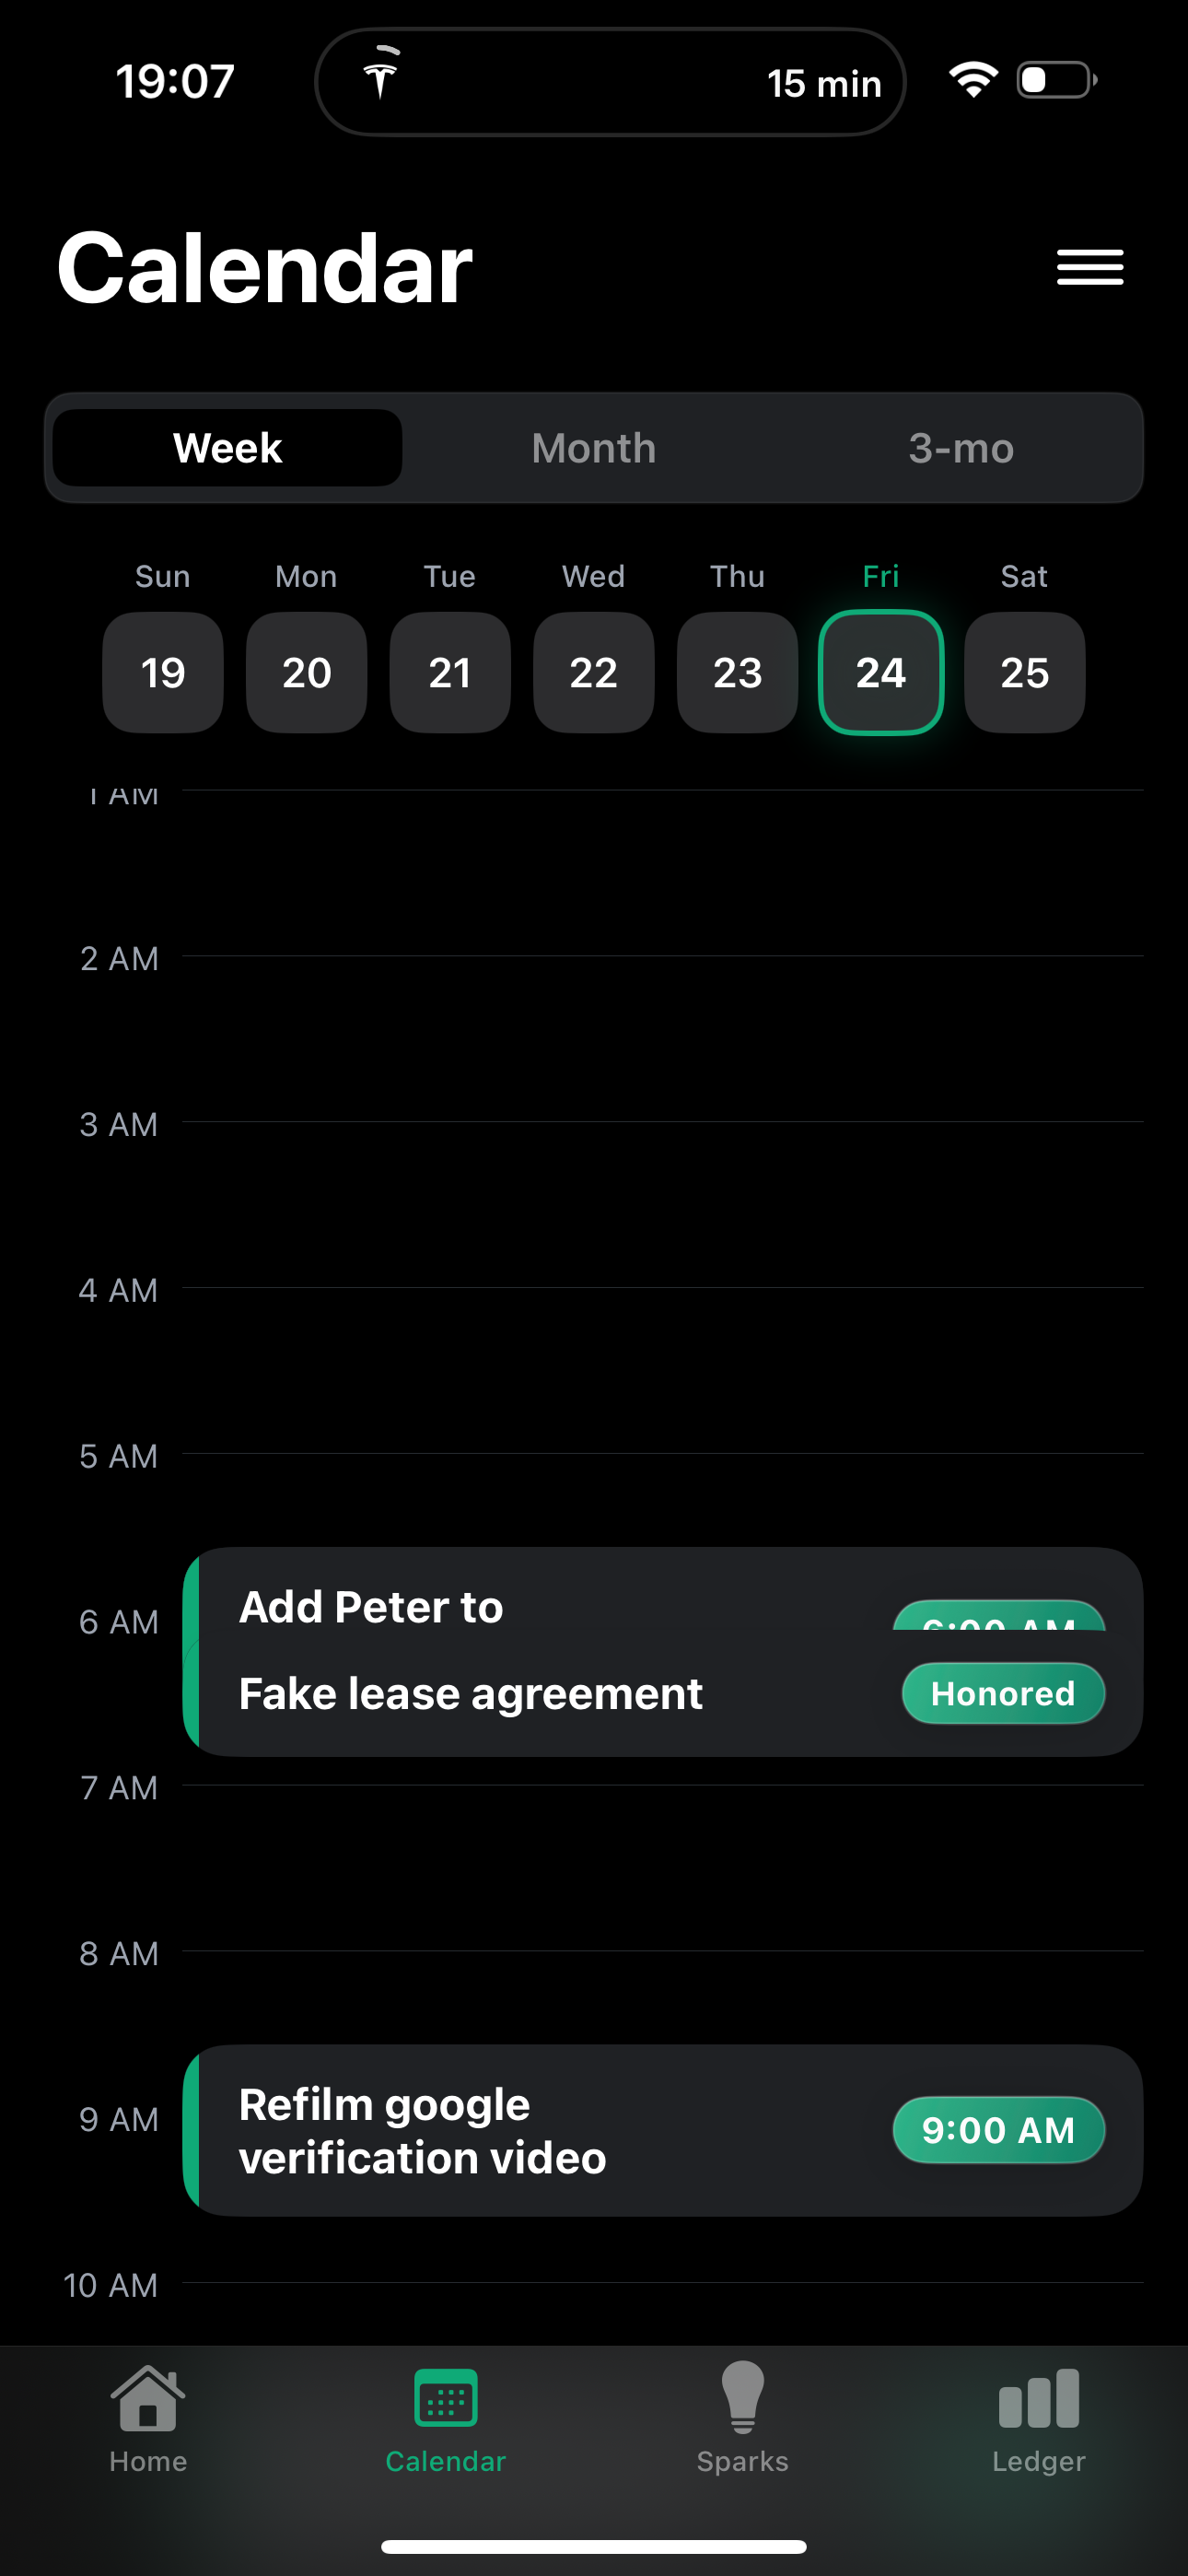 19:07
15 min
Calendar
Week Month 3-mo
Sun Mon Tue Wed Thu Fri Sat
19 20 21 22 23 24 25
1 AM
2 AM
3 AM
4 AM
5 AM
6 AM
Add Peter to
6:00 AM
Fake lease agreement
Honored
7 AM
8 AM
9 AM
Refilm google
verification video
9:00 AM
10 AM
Home Calendar Sparks Ledger